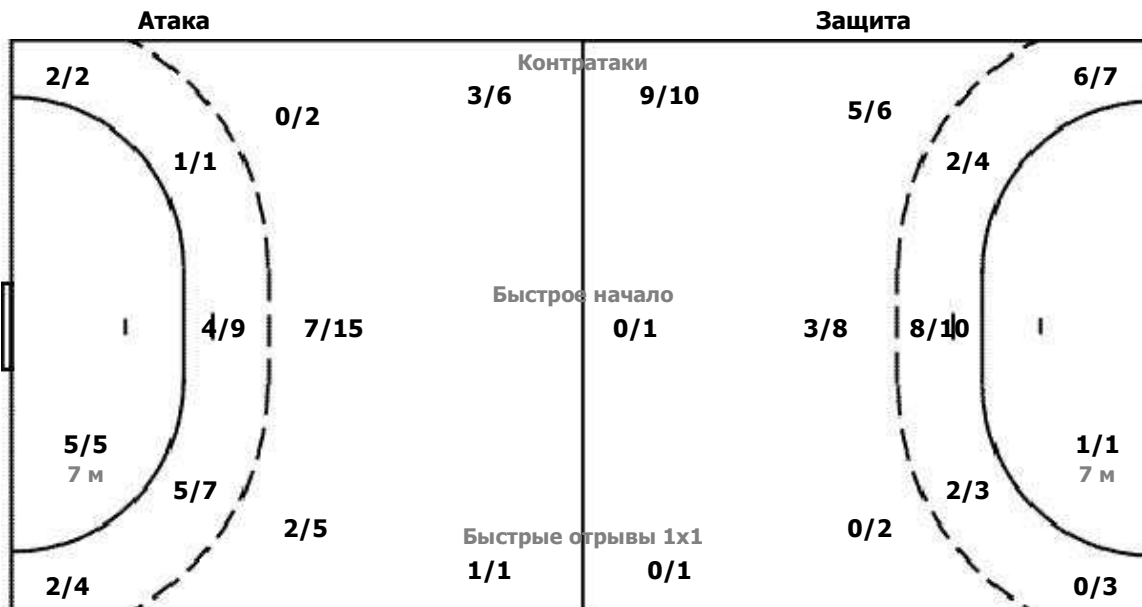 Атака Защита
Контратаки
2/2 3/6 9/10 6/7
0/2 5/6
1/1 2/4
Быстрое начало
4/9 7/15 0/1 3/8 8/10
5/5 1/1
7 м 7 м
5/7 2/3
2/5 Быстрые отрывы 1x1 0/2
1/1 0/1
2/4 0/3